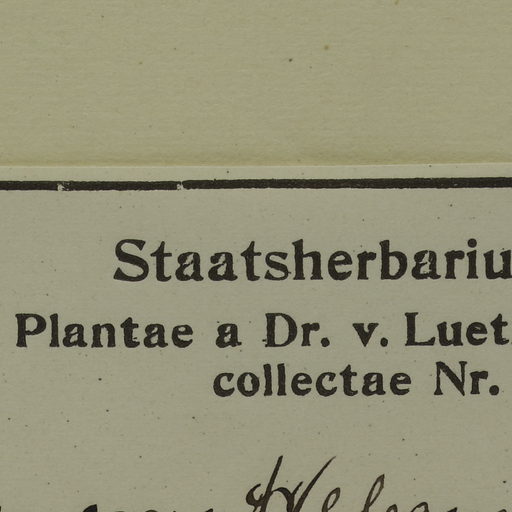 Staatsherbariu
Plantae a Dr. v. Luet
collectae Nr.